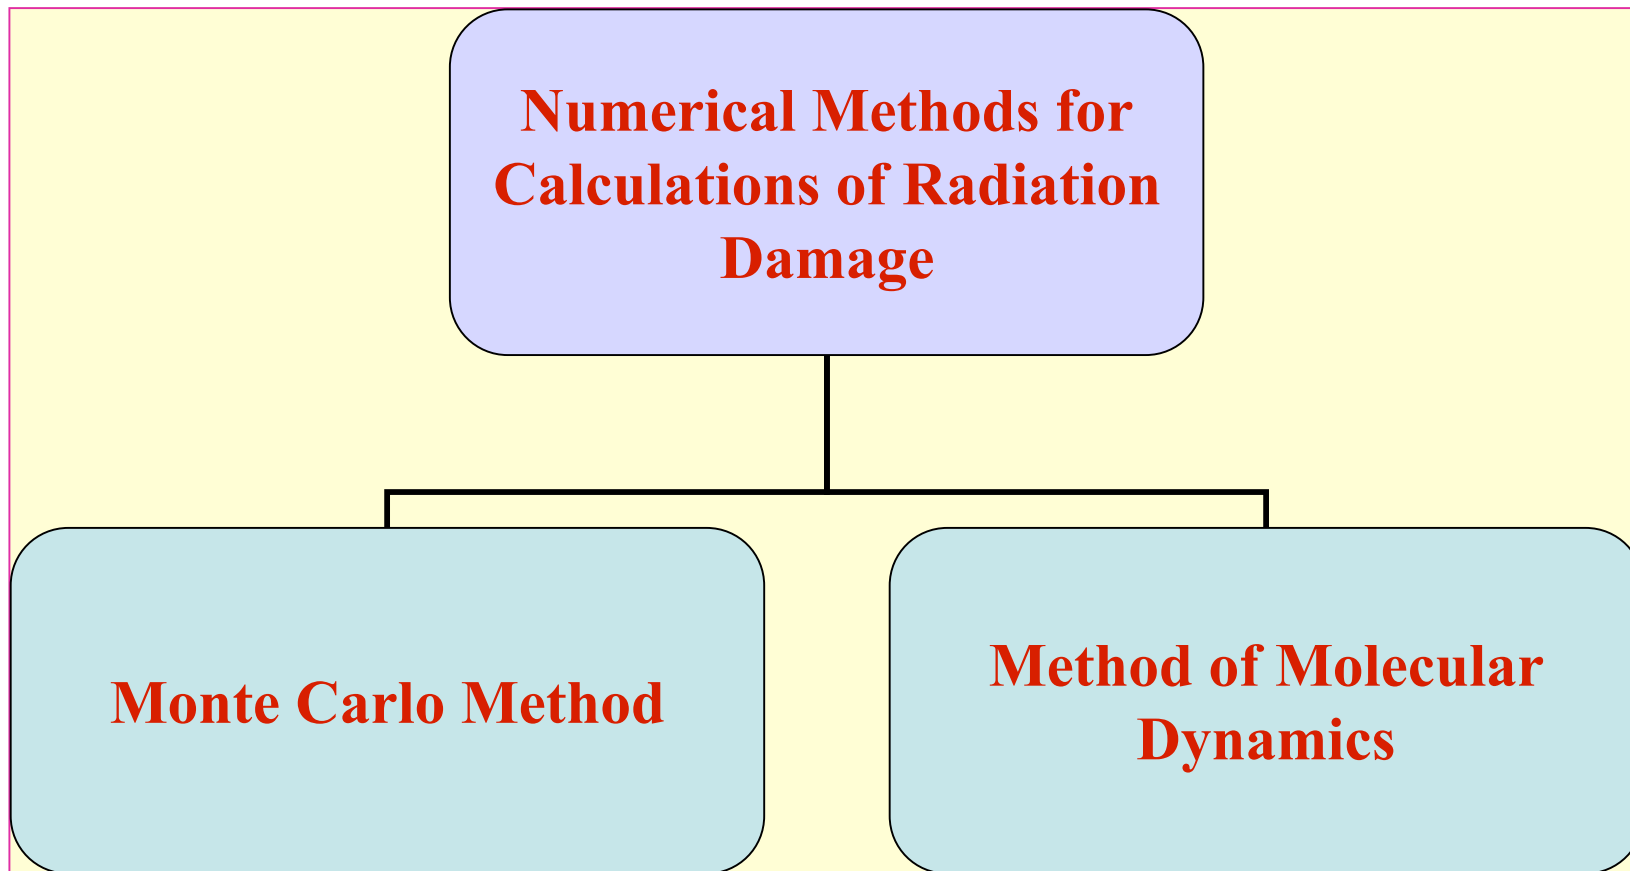 Numerical Methods for
Calculations of Radiation
Damage
Monte Carlo Method
Method of Molecular
Dynamics